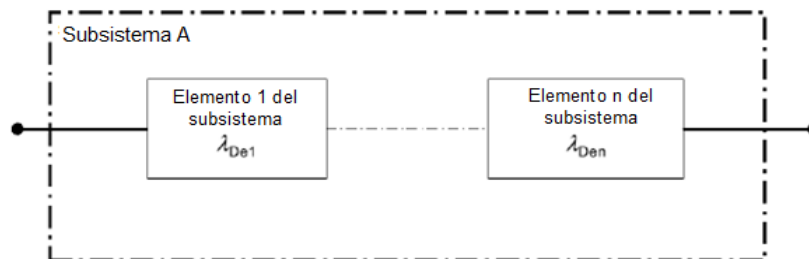 Subsistema A
Elemento 1 del
subsistema
λDe1
Elemento n del
subsistema
λDen